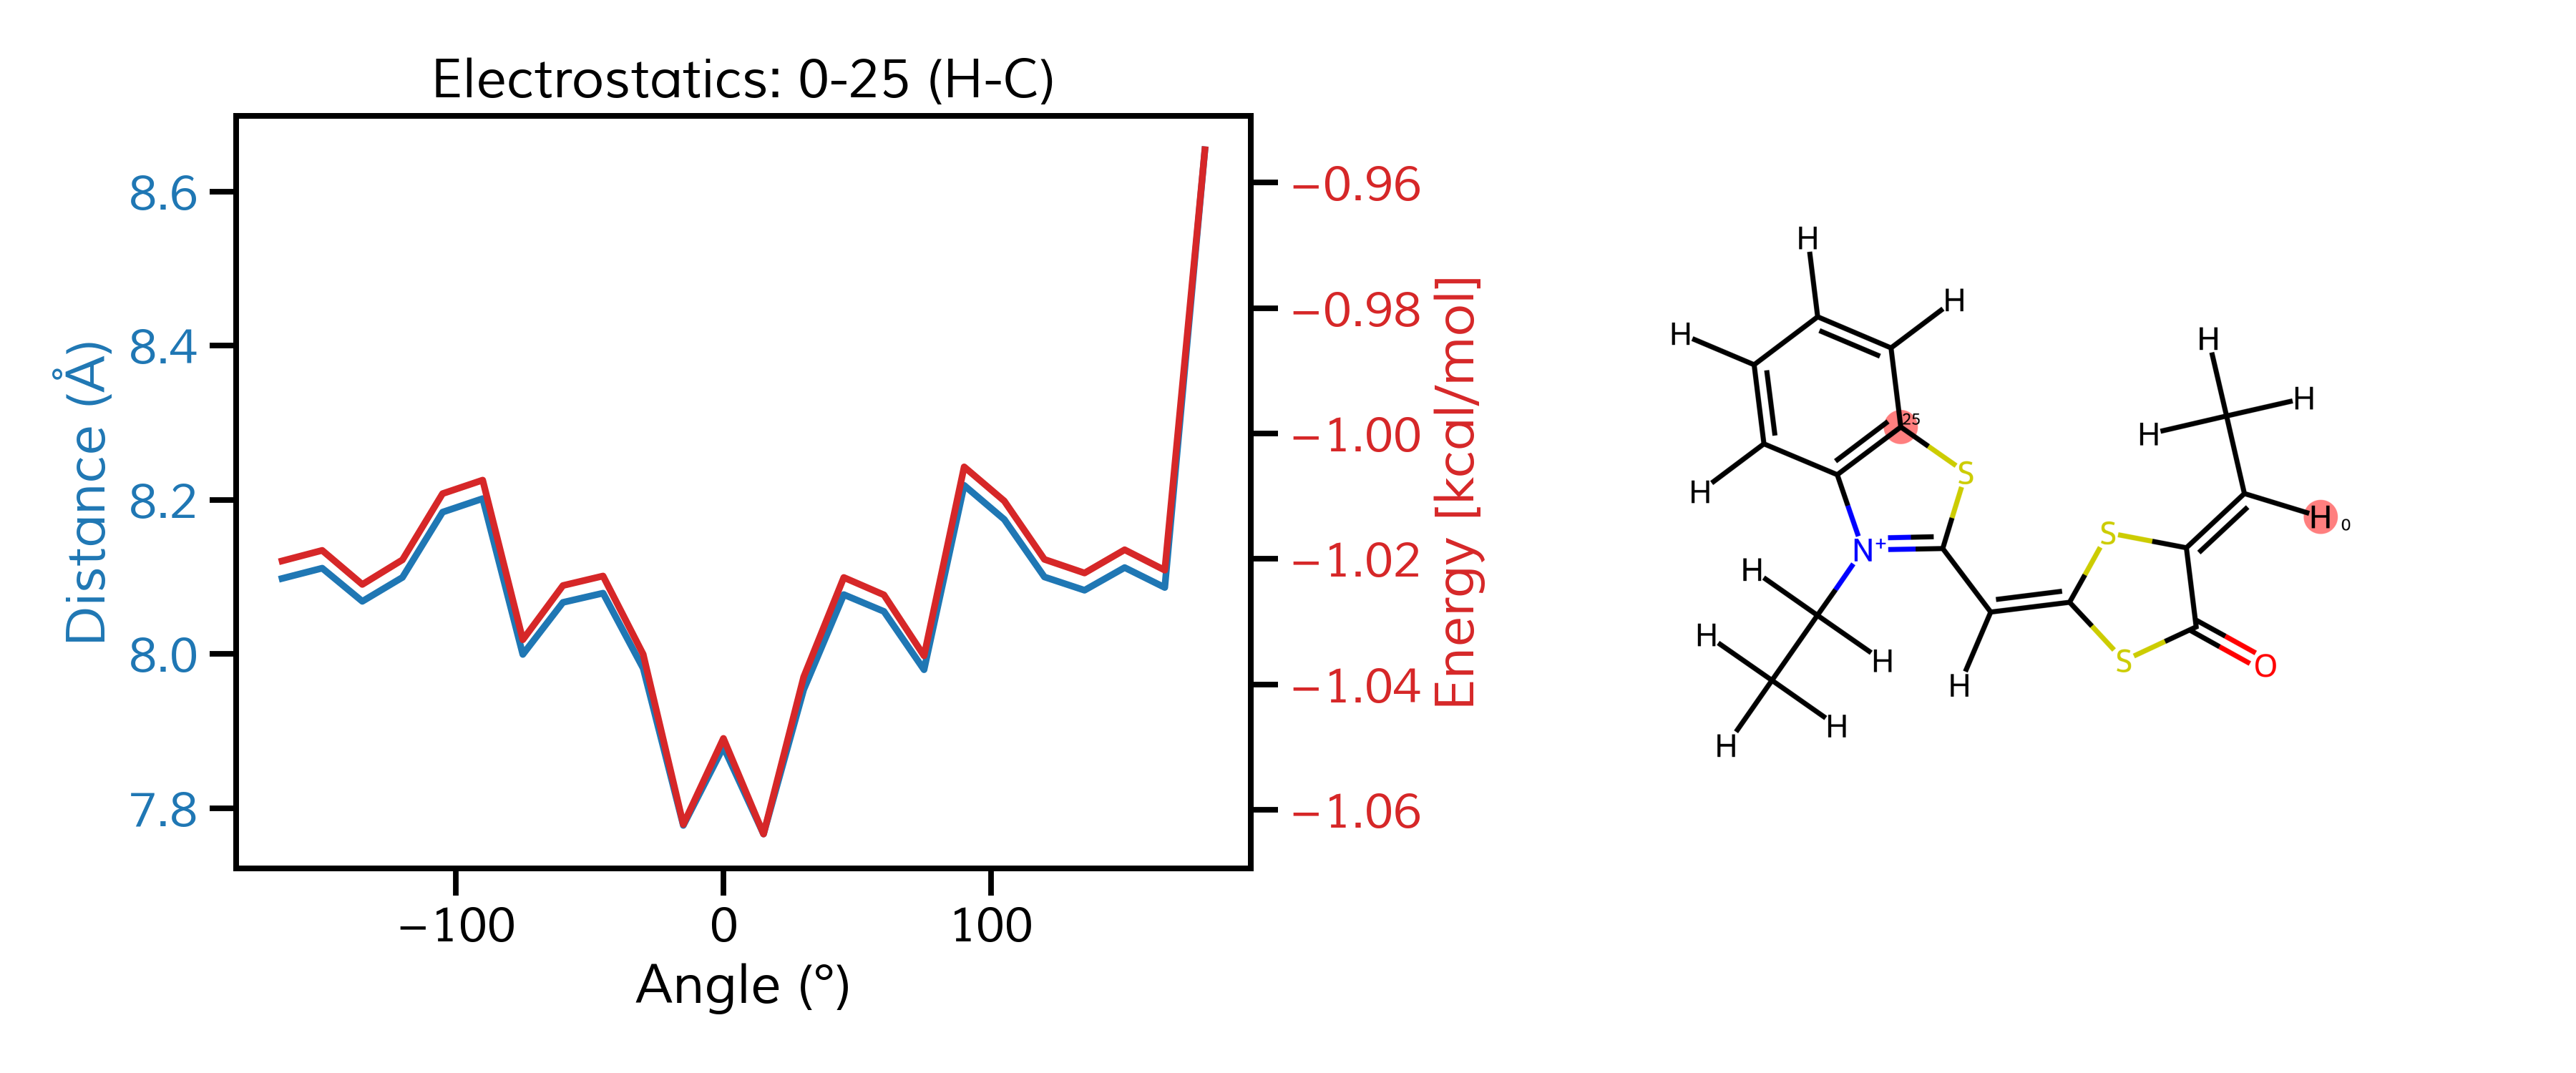 Electrostatics: 0-25 (H-C)
Distance (Å)
8.6
8.4
8.2
8.0
7.8
−100
0
100
Angle (°)
−0.96
−0.98
−1.00
−1.02
−1.04
−1.06
Energy [kcal/mol]
H
H
H
H
H
H
25
H
S
H
S
H 0
N⁺
H
H
H
S
O
H
H
H